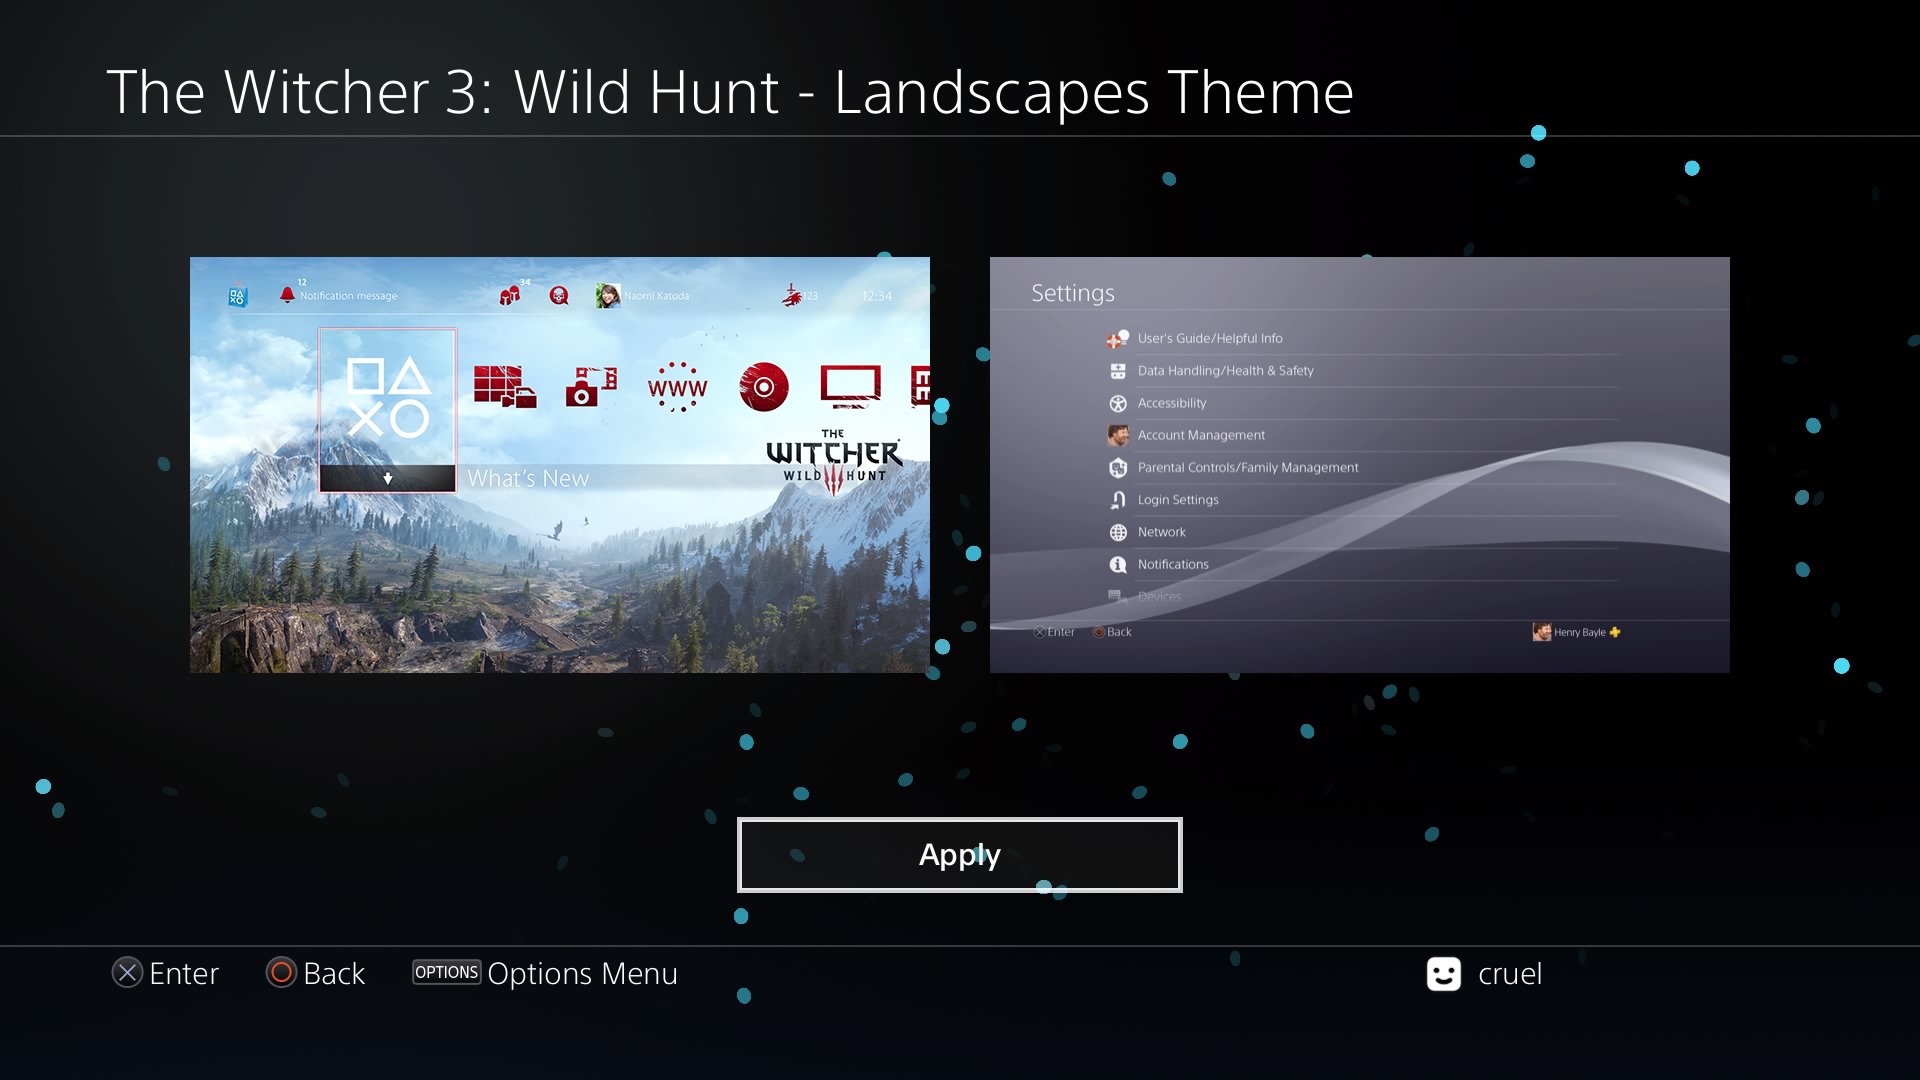 The Witcher 3: Wild Hunt - Landscapes Theme
12
Notification message
34
Naomi Katoda
123
12:34
WWW
THE
WITCHER
WILD HUNT
What's New
Settings
User's Guide/Helpful Info
Data Handling/Health & Safety
Accessibility
Account Management
Parental Controls/Family Management
Login Settings
Network
Notifications
Devices
Enter Back
Henry Bayle
Apply
Enter Back OPTIONS Options Menu
cruel